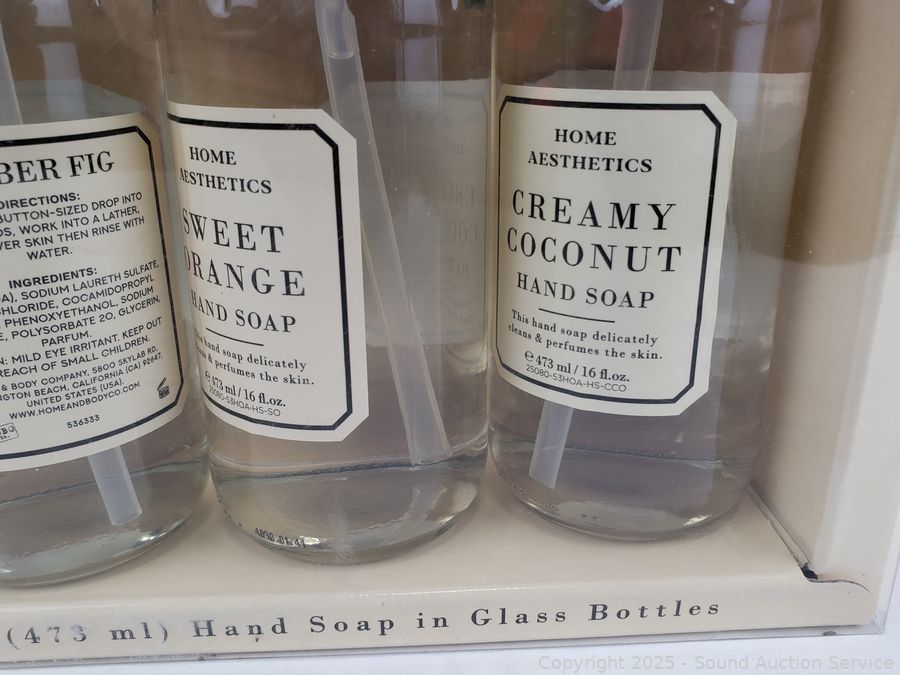 BER FIG
DIRECTIONS:
BUTTON-SIZED DROP INTO
WORK INTO A LATHER,
SKIN THEN RINSE WITH
WATER.
INGREDIENTS:
SODIUM LAURETH SULFATE,
COCAMIDOPROPYL
PHENOXYETHANOL, SODIUM
POLYSORBATE 20, GLYCERIN,
PARFUM.
MILD EYE IRRITANT. KEEP OUT
REACH OF SMALL CHILDREN.
& BODY COMPANY, 5800 SKYLAB RD,
BEACH, CALIFORNIA (CA) 92647,
UNITED STATES (USA).
WWW.HOMEANDBODYCO.COM
536333
HOME
AESTHETICS
SWEET
ORANGE
HAND SOAP
This hand soap delicately
& perfumes the skin.
℮ 473 ml / 16 fl.oz.
25080-53HOA-HS-SO
HOME
AESTHETICS
CREAMY
COCONUT
HAND SOAP
This hand soap delicately
cleans & perfumes the skin.
℮ 473 ml / 16 fl.oz.
25080-53HOA-HS-CCO
(473 ml) Hand Soap in Glass Bottles
Copyright 2025 - Sound Auction Service